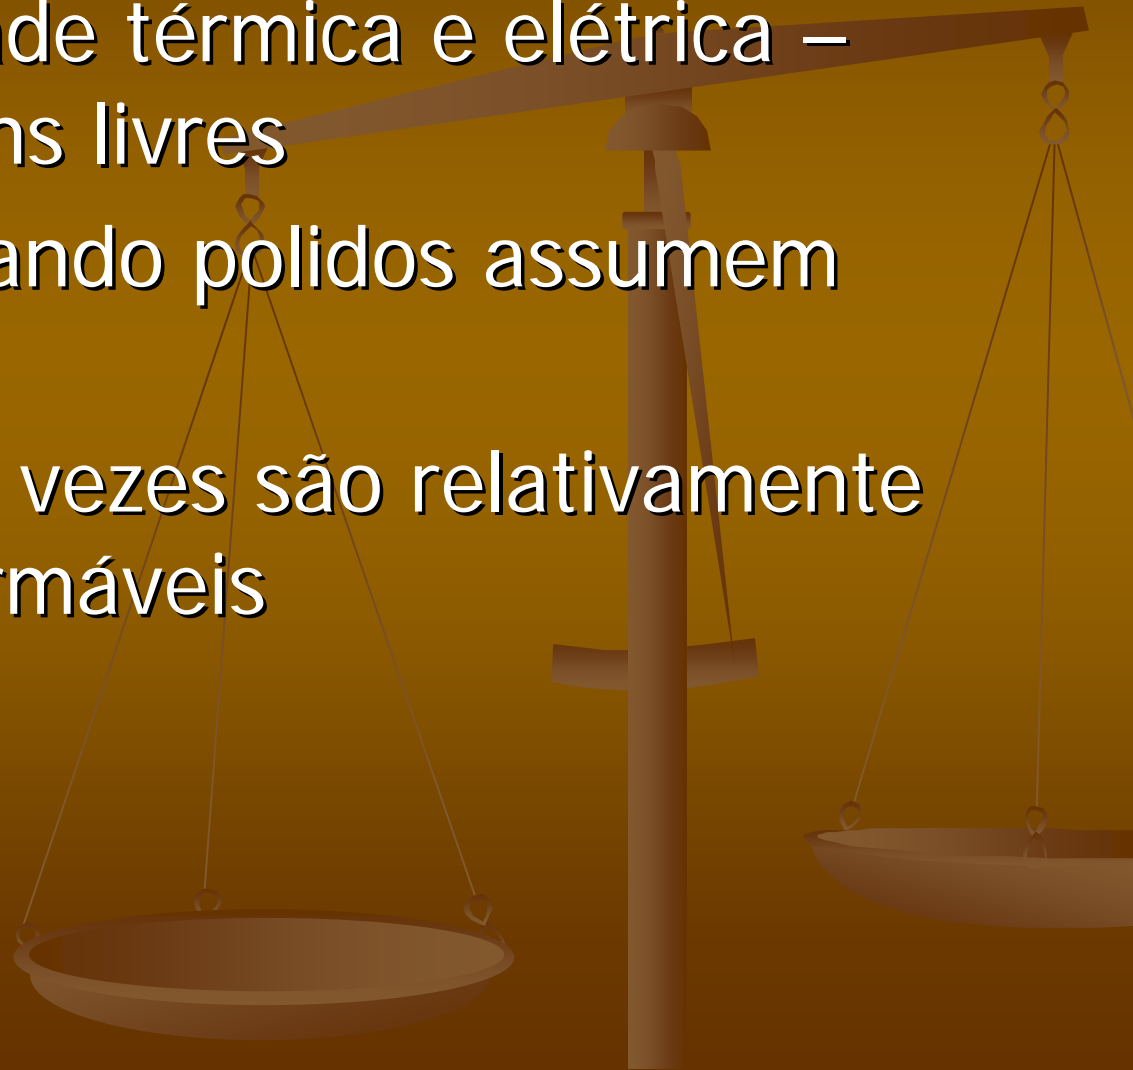 de térmica e elétrica –
ns livres
ando polidos assumem
vezes são relativamente
rmáveis